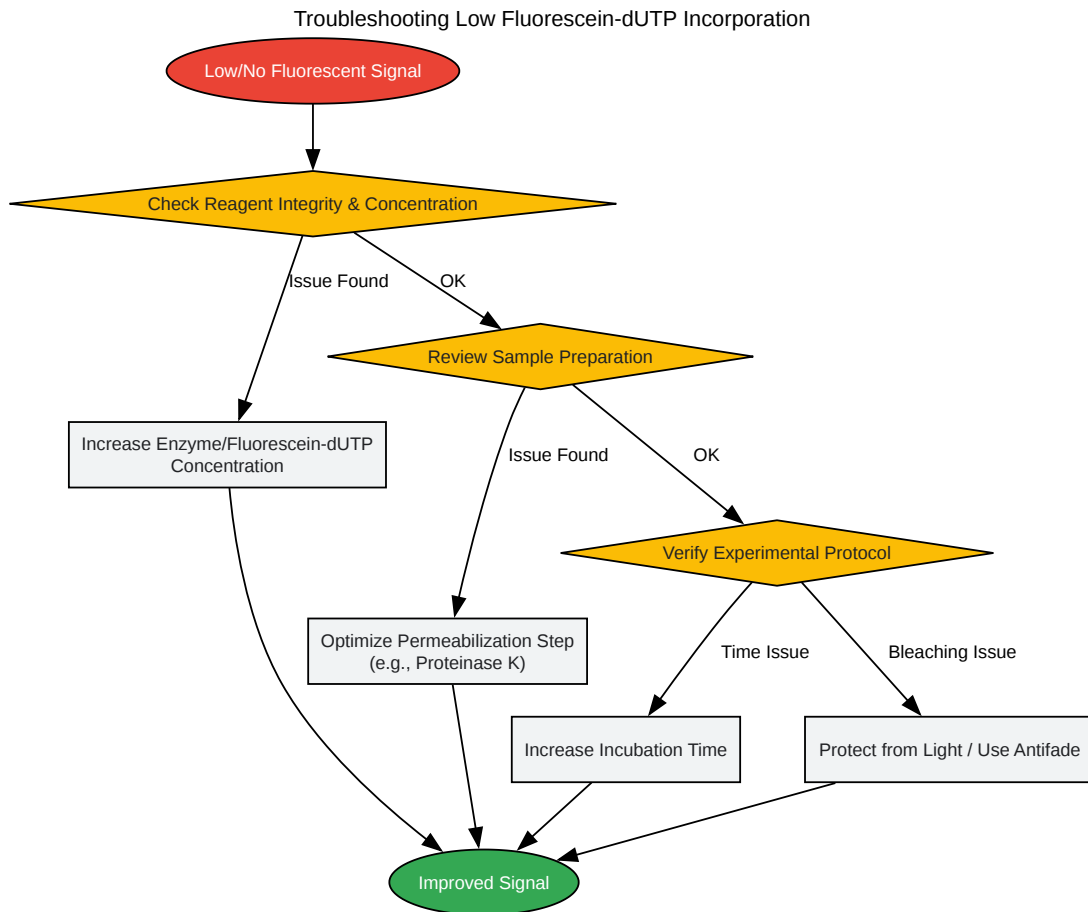 Troubleshooting Low Fluorescein-dUTP Incorporation
Low/No Fluorescent Signal
Check Reagent Integrity & Concentration
Issue Found
OK
Review Sample Preparation
Increase Enzyme/Fluorescein-dUTP
Concentration
Issue Found
OK
Verify Experimental Protocol
Optimize Permeabilization Step
(e.g., Proteinase K)
Time Issue
Bleaching Issue
Increase Incubation Time
Protect from Light / Use Antifade
Improved Signal